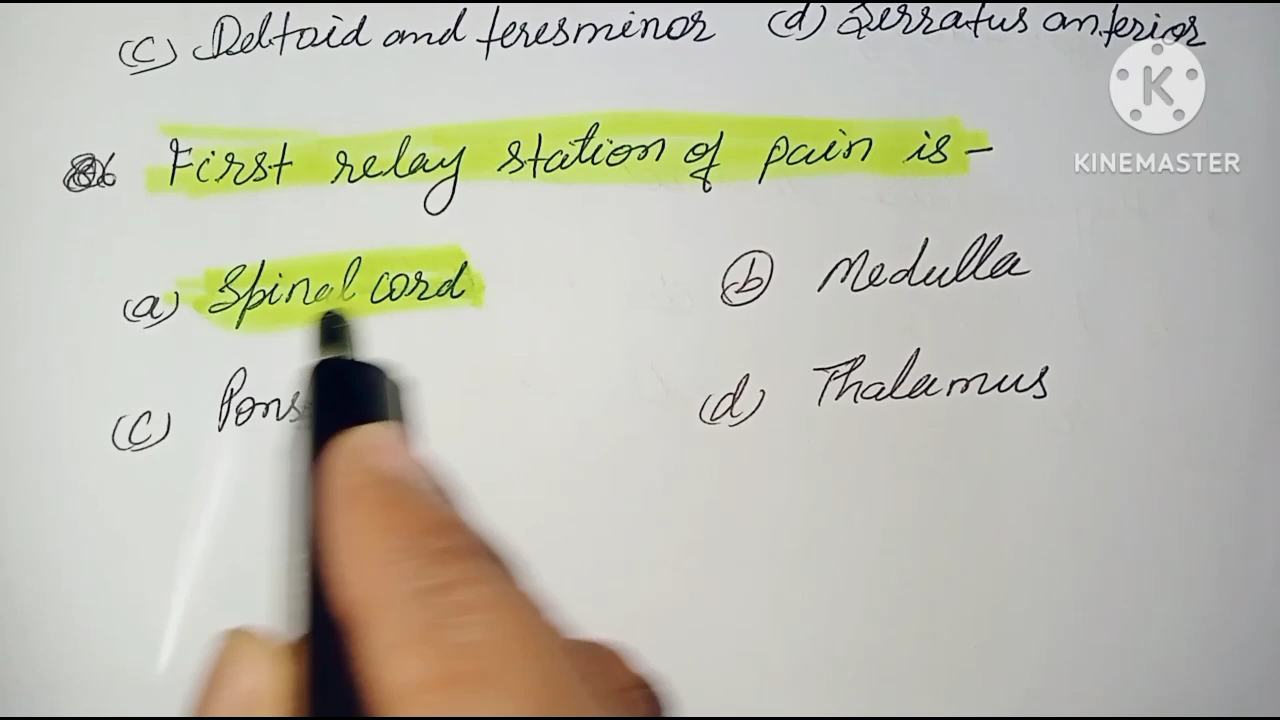 (c) Deltoid and teresminor (d) Serratus anterior
KINEMASTER
First relay station of pain is -
(a) Spinal cord (b) Medulla
(c) Pons (d) Thalamus